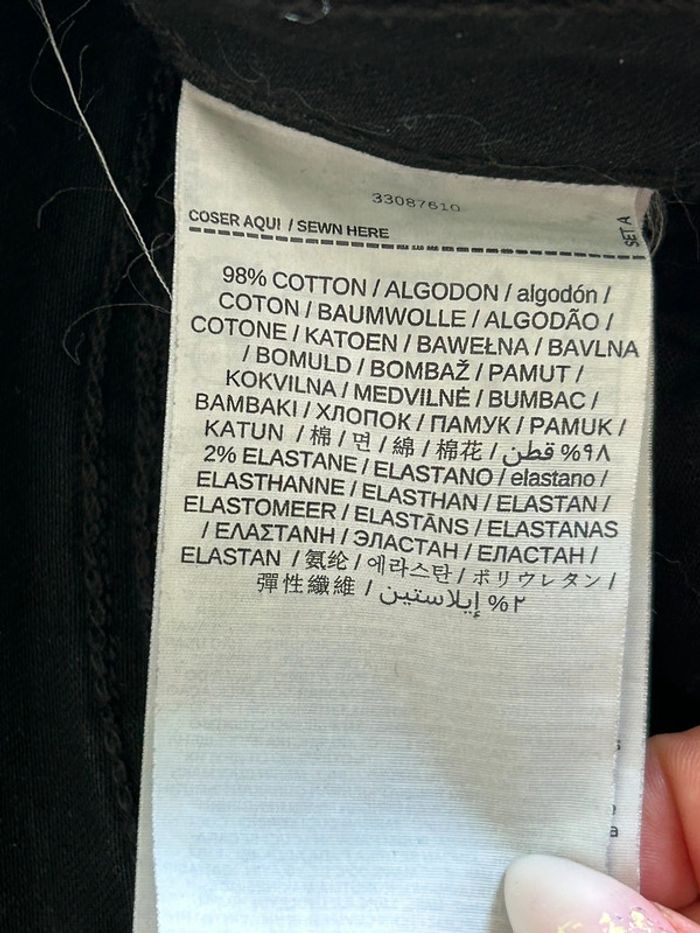 33087610
COSER AQUI / SEWN HERE
SET A
98% COTTON / ALGODON / algodón /
COTON / BAUMWOLLE / ALGODÃO /
COTONE / KATOEN / BAWEŁNA / BAVLNA
/ BOMULD / BOMBAŽ / PAMUT /
KOKVILNA / MEDVILNĖ / BUMBAC /
BAMBAKI / ХЛОПОК / ПАМУК / PAMUK /
KATUN / 棉 / 면 / 綿 / 棉花 / قطن %٩٨
2% ELASTANE / ELASTANO / elastano /
ELASTHANNE / ELASTHAN / ELASTAN /
ELASTOMEER / ELASTĀNS / ELASTANAS
/ ΕΛΑΣΤΑΝΗ / ЭЛАСТАН / ЕЛАСТАН /
ELASTAN / 氨纶 / 에라스탄 / ポリウレタン /
彈性纖維 / إيلاستين %٢